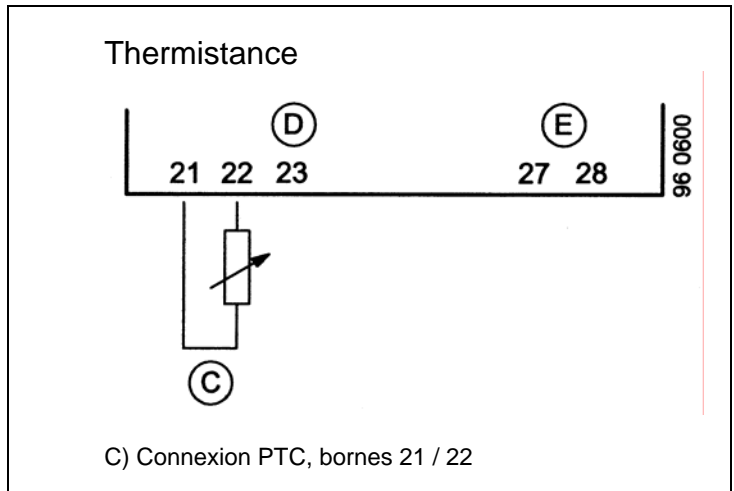 Thermistance
D E
21 22 23 27 28
96 0600
C
C) Connexion PTC, bornes 21 / 22